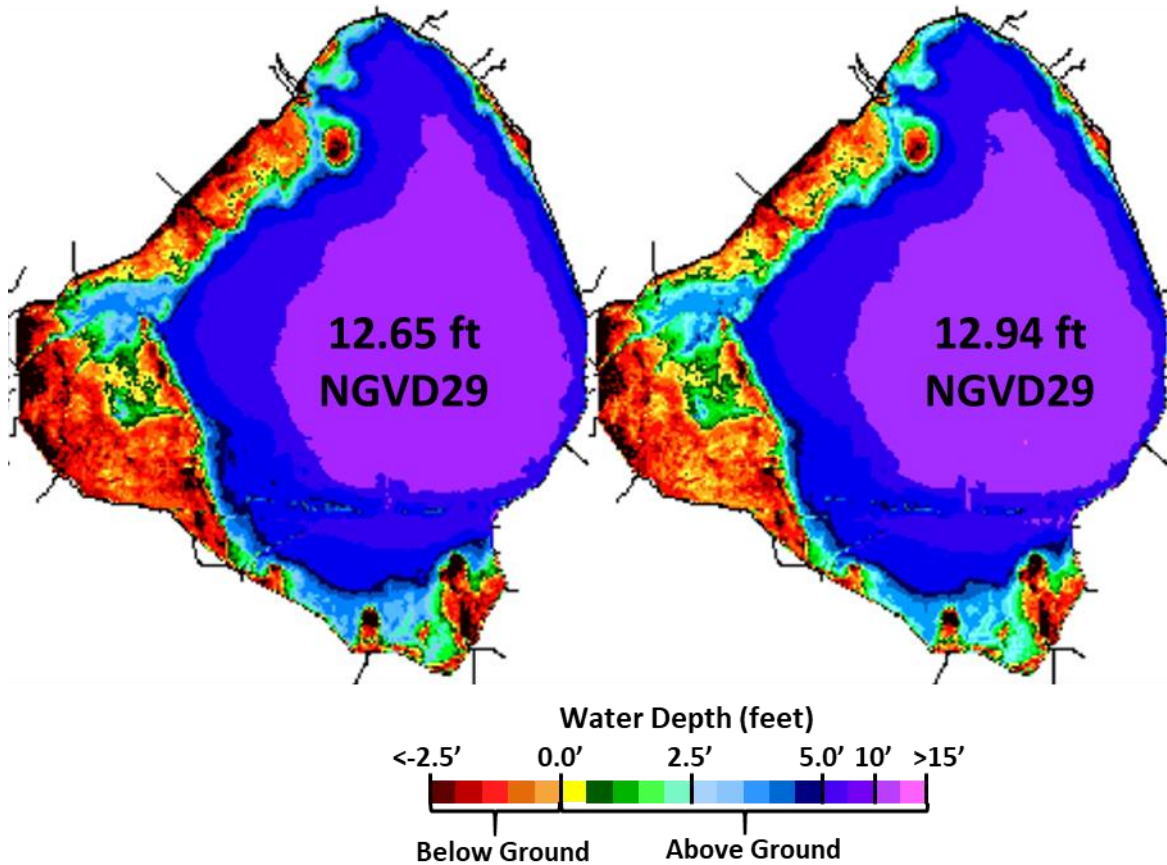 12.65 ft
NGVD29
12.94 ft
NGVD29
Water Depth (feet)
<-2.5’ 0.0’ 2.5’ 5.0’ 10’ >15’
Below Ground Above Ground